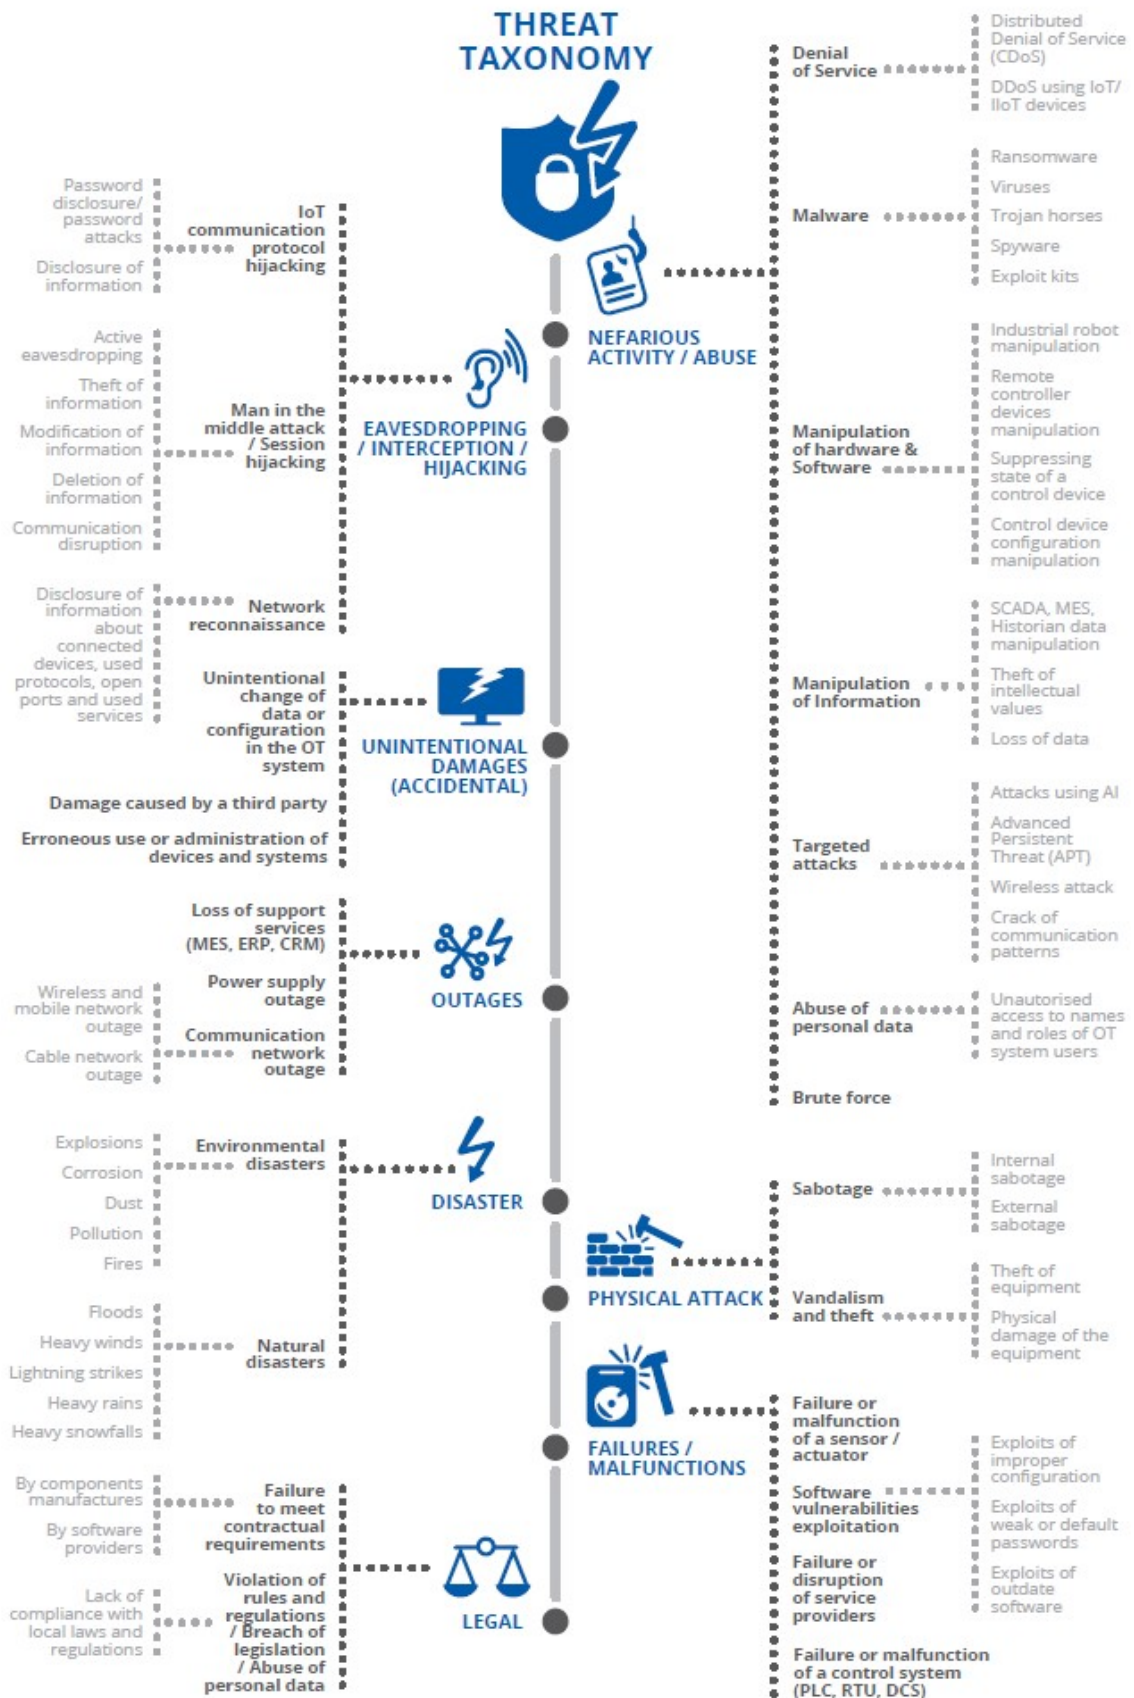 THREAT
TAXONOMY
NEFARIOUS
ACTIVITY / ABUSE
Denial
of Service
Distributed
Denial of Service
(CDoS)
DDoS using IoT/
IIoT devices
Malware
Ransomware
Viruses
Trojan horses
Spyware
Exploit kits
Manipulation
of hardware &
Software
Industrial robot
manipulation
Remote
controller
devices
manipulation
Suppressing
state of a
control device
Control device
configuration
manipulation
Manipulation
of Information
SCADA, MES,
Historian data
manipulation
Theft of
intellectual
values
Loss of data
Targeted
attacks
Attacks using AI
Advanced
Persistent
Threat (APT)
Wireless attack
Crack of
communication
patterns
Abuse of
personal data
Unautorised
access to names
and roles of OT
system users
Brute force
EAVESDROPPING
/ INTERCEPTION /
HIJACKING
IoT
communication
protocol
hijacking
Password
disclosure/
password
attacks
Disclosure of
information
Man in the
middle attack
/ Session
hijacking
Active
eavesdropping
Theft of
information
Modification of
information
Deletion of
information
Communication
disruption
Network
reconnaissance
Disclosure of
information
about
connected
devices, used
protocols, open
ports and used
services
UNINTENTIONAL
DAMAGES
(ACCIDENTAL)
Unintentional
change of
data or
configuration
in the OT
system
Damage caused by a third party
Erroneous use or administration of
devices and systems
OUTAGES
Loss of support
services
(MES, ERP, CRM)
Power supply
outage
Communication
network
outage
Wireless and
mobile network
outage
Cable network
outage
DISASTER
Environmental
disasters
Explosions
Corrosion
Dust
Pollution
Fires
Natural
disasters
Floods
Heavy winds
Lightning strikes
Heavy rains
Heavy snowfalls
PHYSICAL ATTACK
Sabotage
Internal
sabotage
External
sabotage
Vandalism
and theft
Theft of
equipment
Physical
damage of the
equipment
FAILURES /
MALFUNCTIONS
Failure or
malfunction
of a sensor /
actuator
Software
vulnerabilities
exploitation
Exploits of
improper
configuration
Exploits of
weak or default
passwords
Exploits of
outdate
software
Failure or
disruption
of service
providers
Failure or malfunction
of a control system
(PLC, RTU, DCS)
LEGAL
Failure
to meet
contractual
requirements
By components
manufactures
By software
providers
Violation of
rules and
regulations
/ Breach of
legislation
/ Abuse of
personal data
Lack of
compliance with
local laws and
regulations